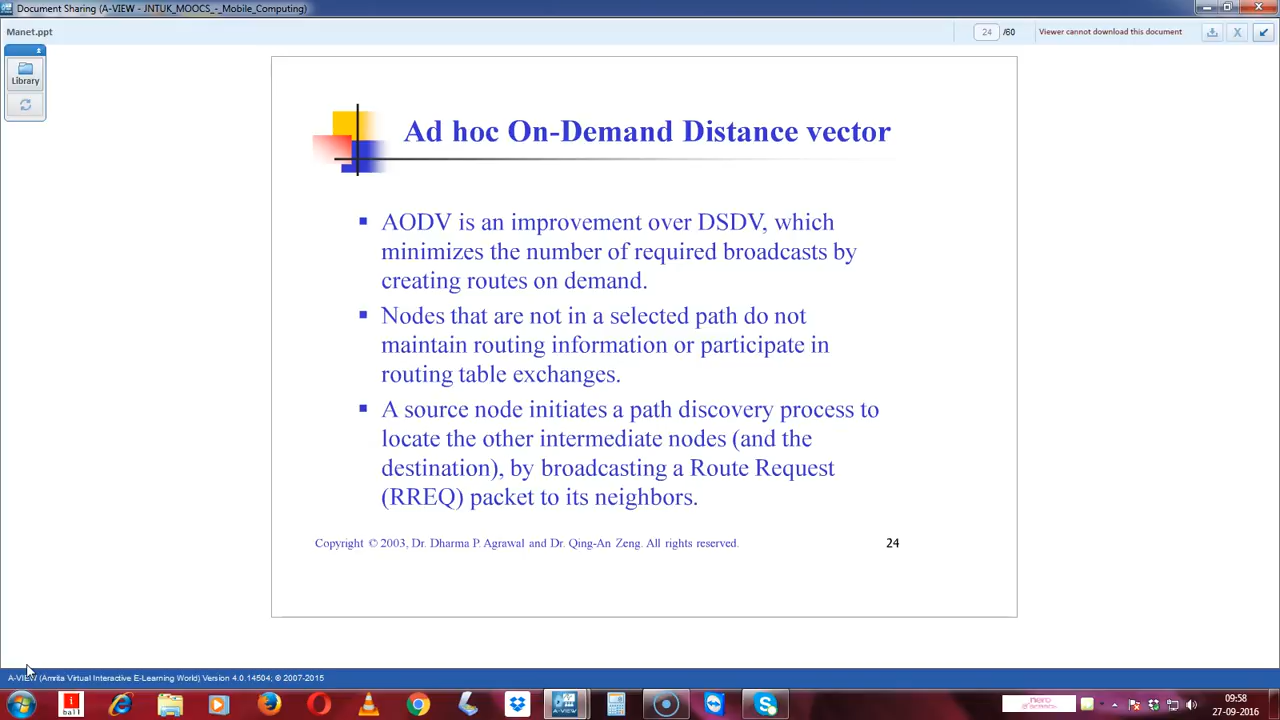 Document Sharing (A-VIEW - JNTUK_MOOCS_-_Mobile_Computing)
Manet.ppt
24 /60
Viewer cannot download this document
X
Library
Ad hoc On-Demand Distance vector
AODV is an improvement over DSDV, which
minimizes the number of required broadcasts by
creating routes on demand.
Nodes that are not in a selected path do not
maintain routing information or participate in
routing table exchanges.
A source node initiates a path discovery process to
locate the other intermediate nodes (and the
destination), by broadcasting a Route Request
(RREQ) packet to its neighbors.
Copyright © 2003, Dr. Dharma P. Agrawal and Dr. Qing-An Zeng. All rights reserved.
24
A-VIEW (Amrita Virtual Interactive E-Learning World) Version 4.0.14504; © 2007-2015
i
ball
A-VIEW
09:58
27-09-2016